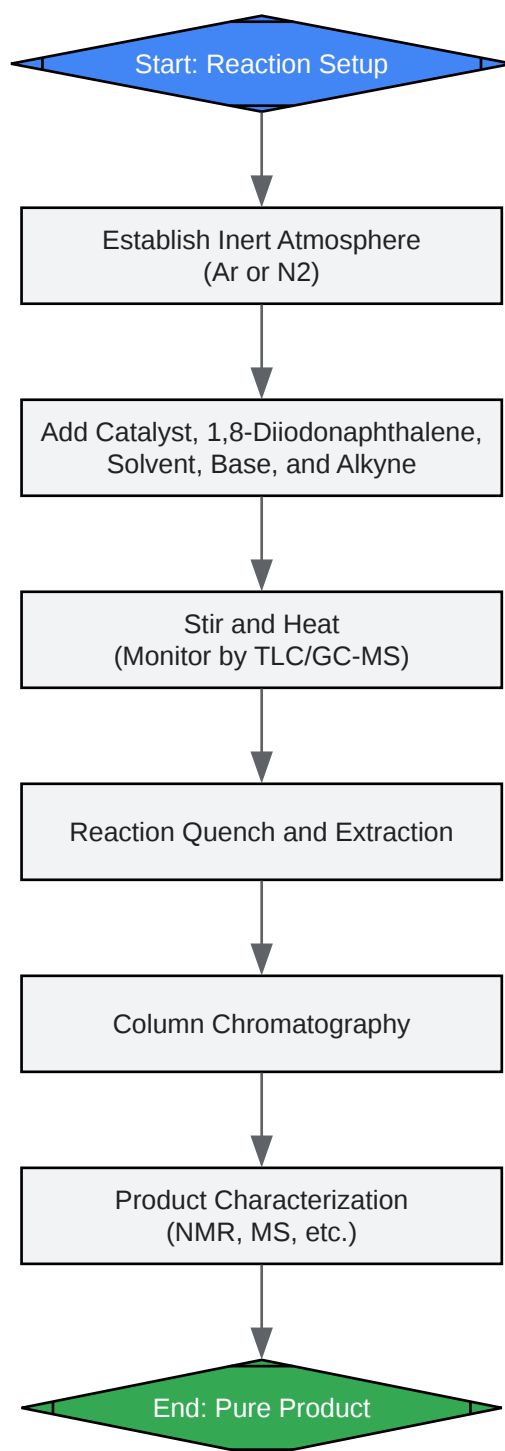 Start: Reaction Setup
Establish Inert Atmosphere
(Ar or N2)
Add Catalyst, 1,8-Diiodonaphthalene,
Solvent, Base, and Alkyne
Stir and Heat
(Monitor by TLC/GC-MS)
Reaction Quench and Extraction
Column Chromatography
Product Characterization
(NMR, MS, etc.)
End: Pure Product